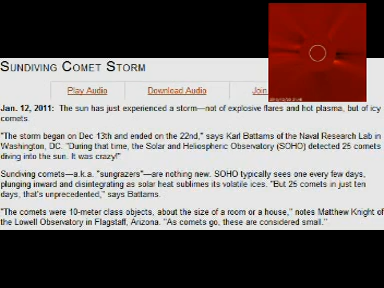 SUNDIVING COMET STORM
Play Audio Download Audio Join
Jan. 12, 2011: The sun has just experienced a storm—not of explosive flares and hot plasma, but of icy
comets.
"The storm began on Dec 13th and ended on the 22nd," says Karl Battams of the Naval Research Lab in
Washington, DC. "During that time, the Solar and Heliospheric Observatory (SOHO) detected 25 comets
diving into the sun. It was crazy!"
Sundiving comets—a.k.a. "sungrazers"—are nothing new. SOHO typically sees one every few days,
plunging inward and disintegrating as solar heat sublimes its volatile ices. "But 25 comets in just ten
days, that's unprecedented," says Battams.
"The comets were 10-meter class objects, about the size of a room or a house," notes Matthew Knight of
the Lowell Observatory in Flagstaff, Arizona. "As comets go, these are considered small."